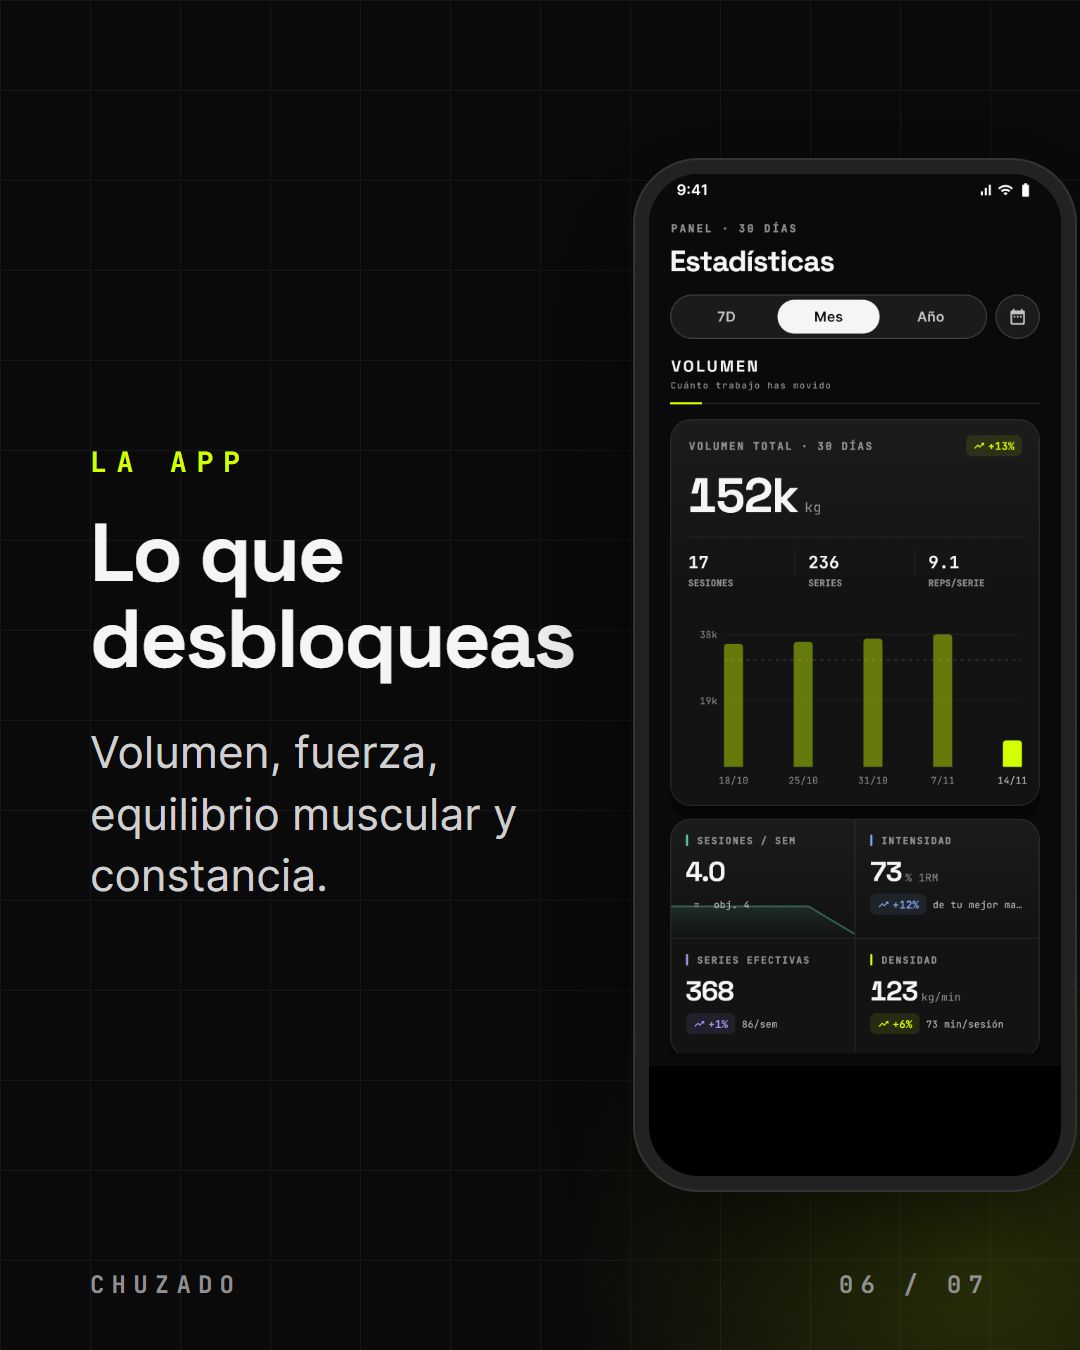 LA APP
Lo que
desbloqueas
Volumen, fuerza,
equilibrio muscular y
constancia.
9:41
PANEL · 30 DÍAS
Estadísticas
7D Mes Año
VOLUMEN
Cuánto trabajo has movido
VOLUMEN TOTAL · 30 DÍAS +13%
152k kg
17 236 9.1
SESIONES SERIES REPS/SERIE
38k
19k
18/10 25/10 31/10 7/11 14/11
SESIONES / SEM
4.0
= obj. 4
INTENSIDAD
73 % 1RM
+12% de tu mejor ma…
SERIES EFECTIVAS
368
+1% 86/sem
DENSIDAD
123 kg/min
+6% 73 min/sesión
CHUZADO
06 / 07